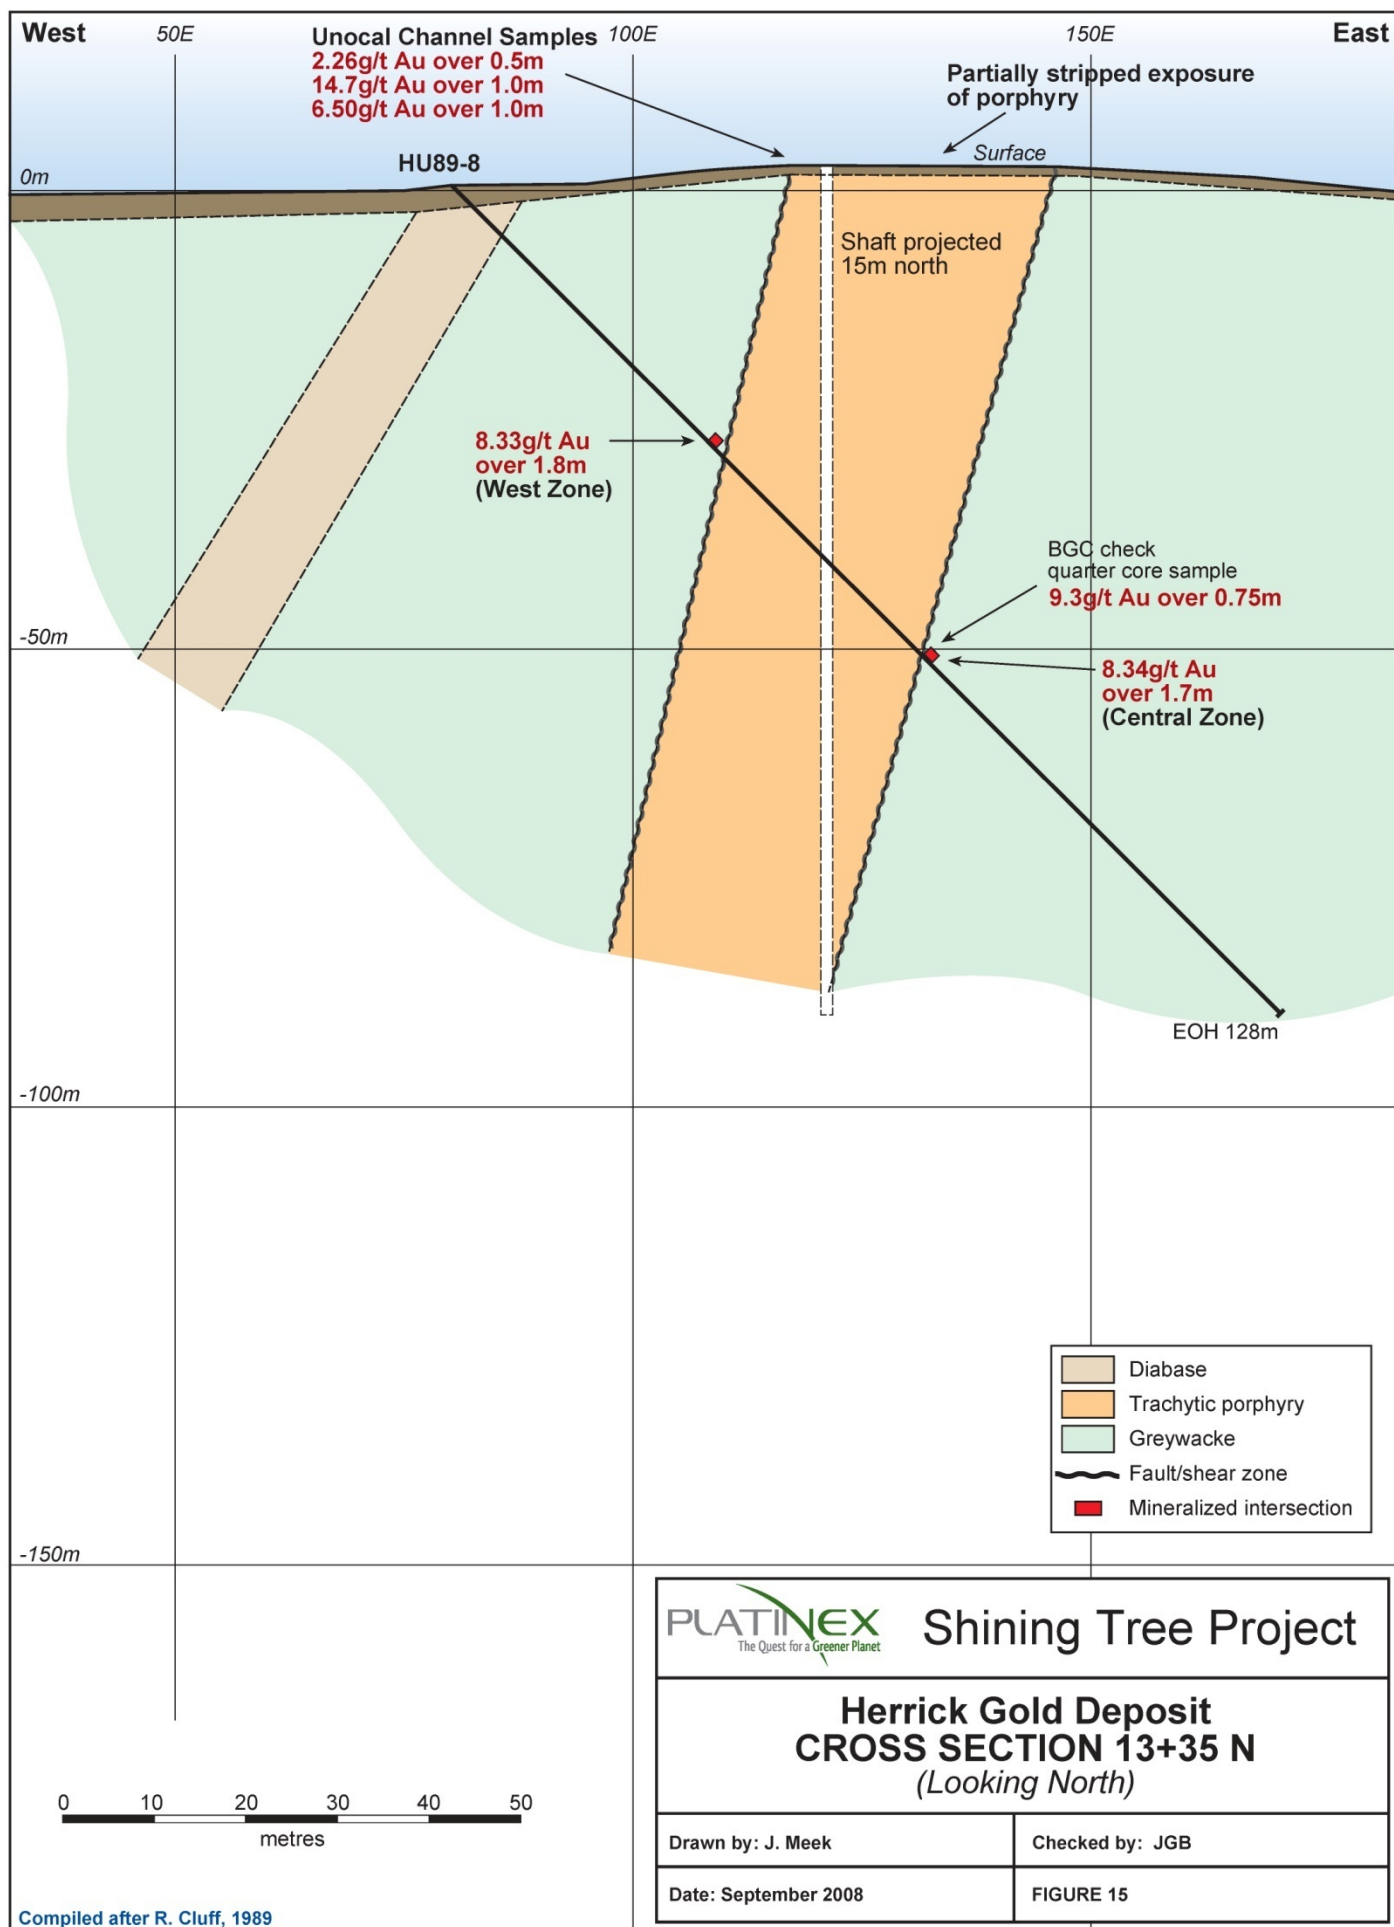 West
50E
Unocal Channel Samples
2.26g/t Au over 0.5m
14.7g/t Au over 1.0m
6.50g/t Au over 1.0m
100E
150E
East
Partially stripped exposure
of porphyry
Surface
HU89-8
0m
Shaft projected
15m north
8.33g/t Au
over 1.8m
(West Zone)
BGC check
quarter core sample
9.3g/t Au over 0.75m
-50m
8.34g/t Au
over 1.7m
(Central Zone)
EOH 128m
-100m
Diabase
Trachytic porphyry
Greywacke
Fault/shear zone
Mineralized intersection
-150m
PLATINEX
The Quest for a Greener Planet
Shining Tree Project
Herrick Gold Deposit
CROSS SECTION 13+35 N
(Looking North)
0 10 20 30 40 50
metres
Drawn by: J. Meek
Checked by: JGB
Date: September 2008
FIGURE 15
Compiled after R. Cluff, 1989